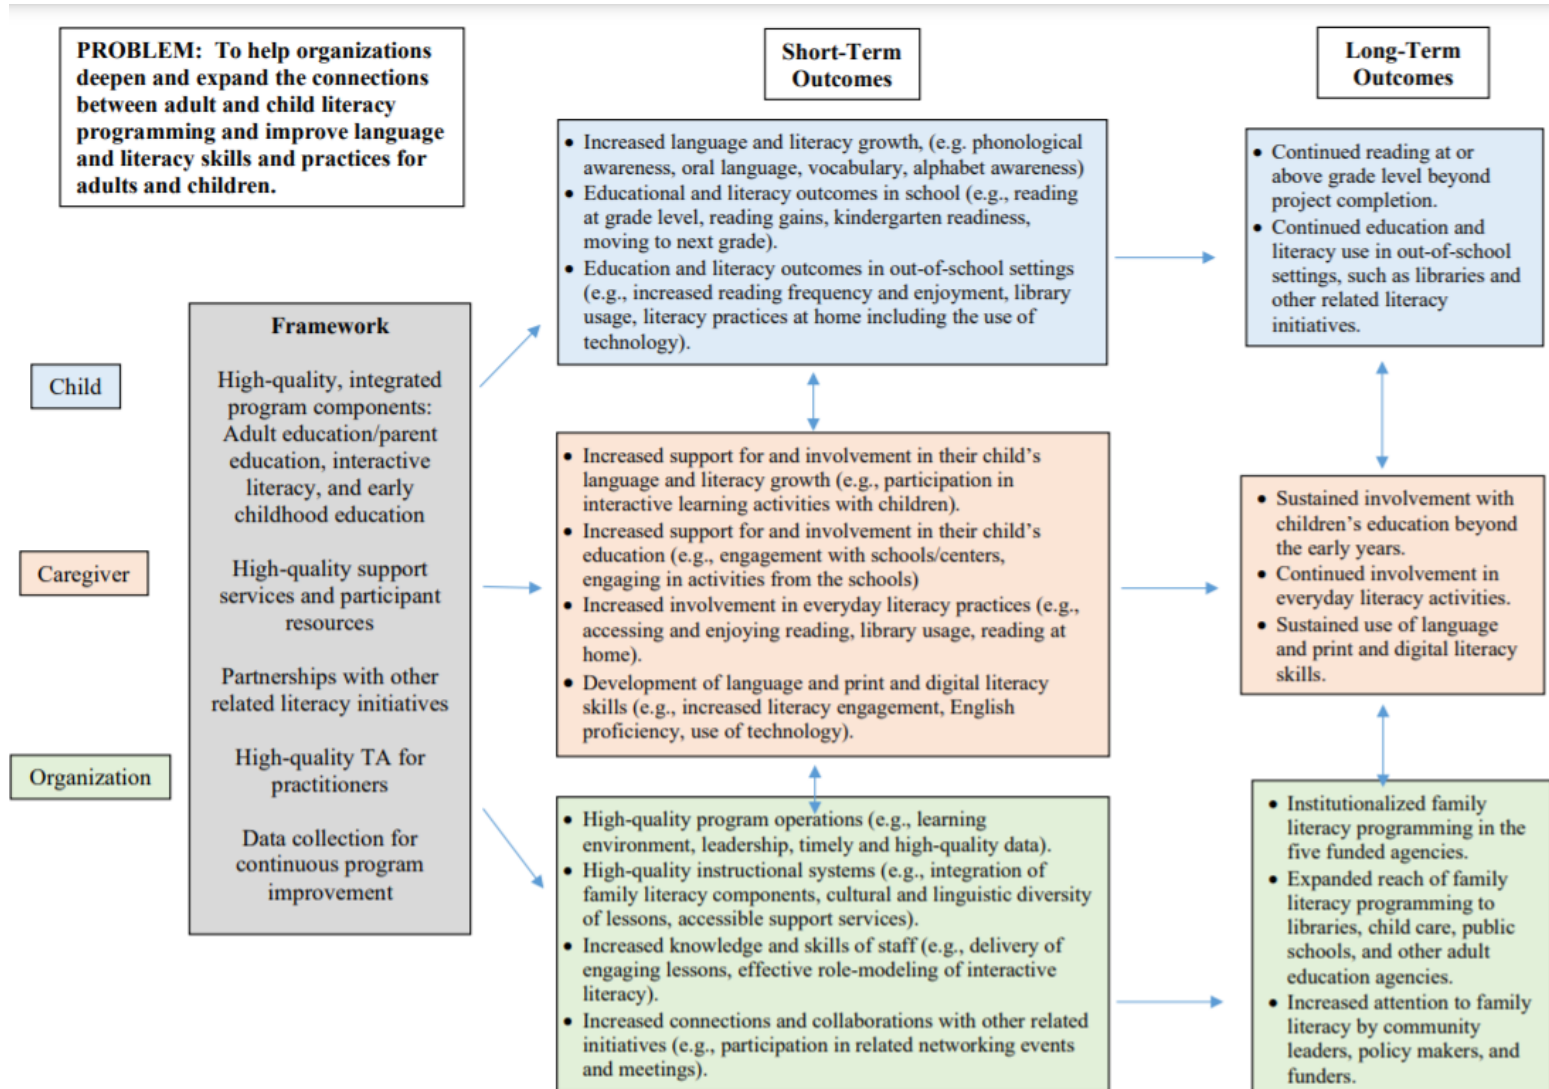 PROBLEM: To help organizations
deepen and expand the connections
between adult and child literacy
programming and improve language
and literacy skills and practices for
adults and children.
Short-Term
Outcomes
Long-Term
Outcomes
Child
Caregiver
Organization
Framework
High-quality, integrated
program components:
Adult education/parent
education, interactive
literacy, and early
childhood education
High-quality support
services and participant
resources
Partnerships with other
related literacy initiatives
High-quality TA for
practitioners
Data collection for
continuous program
improvement
• Increased language and literacy growth, (e.g. phonological
awareness, oral language, vocabulary, alphabet awareness)
• Educational and literacy outcomes in school (e.g., reading
at grade level, reading gains, kindergarten readiness,
moving to next grade).
• Education and literacy outcomes in out-of-school settings
(e.g., increased reading frequency and enjoyment, library
usage, literacy practices at home including the use of
technology).
• Continued reading at or
above grade level beyond
project completion.
• Continued education and
literacy use in out-of-school
settings, such as libraries and
other related literacy
initiatives.
• Increased support for and involvement in their child’s
language and literacy growth (e.g., participation in
interactive learning activities with children).
• Increased support for and involvement in their child’s
education (e.g., engagement with schools/centers,
engaging in activities from the schools)
• Increased involvement in everyday literacy practices (e.g.,
accessing and enjoying reading, library usage, reading at
home).
• Development of language and print and digital literacy
skills (e.g., increased literacy engagement, English
proficiency, use of technology).
• Sustained involvement with
children’s education beyond
the early years.
• Continued involvement in
everyday literacy activities.
• Sustained use of language
and print and digital literacy
skills.
• High-quality program operations (e.g., learning
environment, leadership, timely and high-quality data).
• High-quality instructional systems (e.g., integration of
family literacy components, cultural and linguistic diversity
of lessons, accessible support services).
• Increased knowledge and skills of staff (e.g., delivery of
engaging lessons, effective role-modeling of interactive
literacy).
• Increased connections and collaborations with other related
initiatives (e.g., participation in related networking events
and meetings).
• Institutionalized family
literacy programming in the
five funded agencies.
• Expanded reach of family
literacy programming to
libraries, child care, public
schools, and other adult
education agencies.
• Increased attention to family
literacy by community
leaders, policy makers, and
funders.